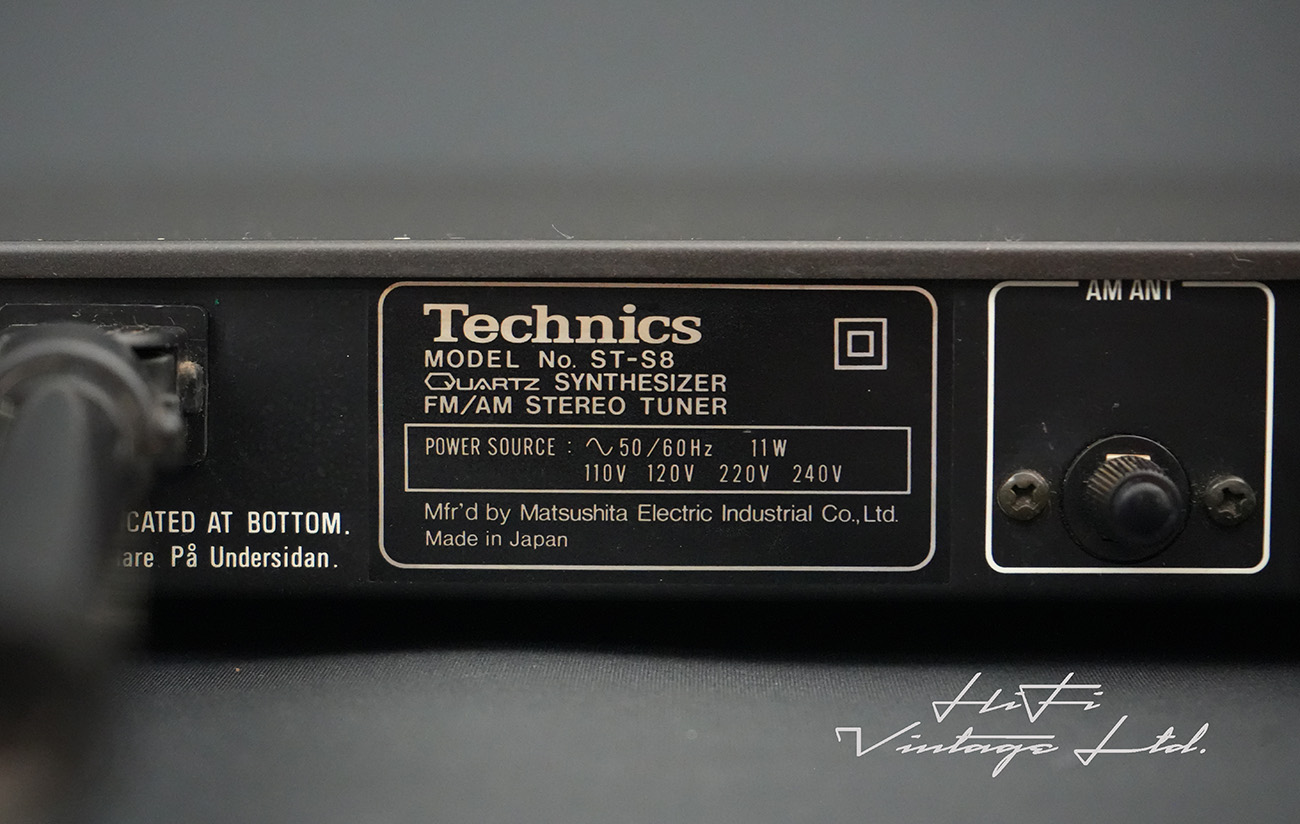 Technics
MODEL No. ST-S8
QUARTZ SYNTHESIZER
FM/AM STEREO TUNER
POWER SOURCE : ∿ 50/60Hz 11W
110V 120V 220V 240V
Mfr'd by Matsushita Electric Industrial Co., Ltd.
Made in Japan
AT BOTTOM.
På Undersidan.
AM ANT
HiFi
Vintage Ltd.